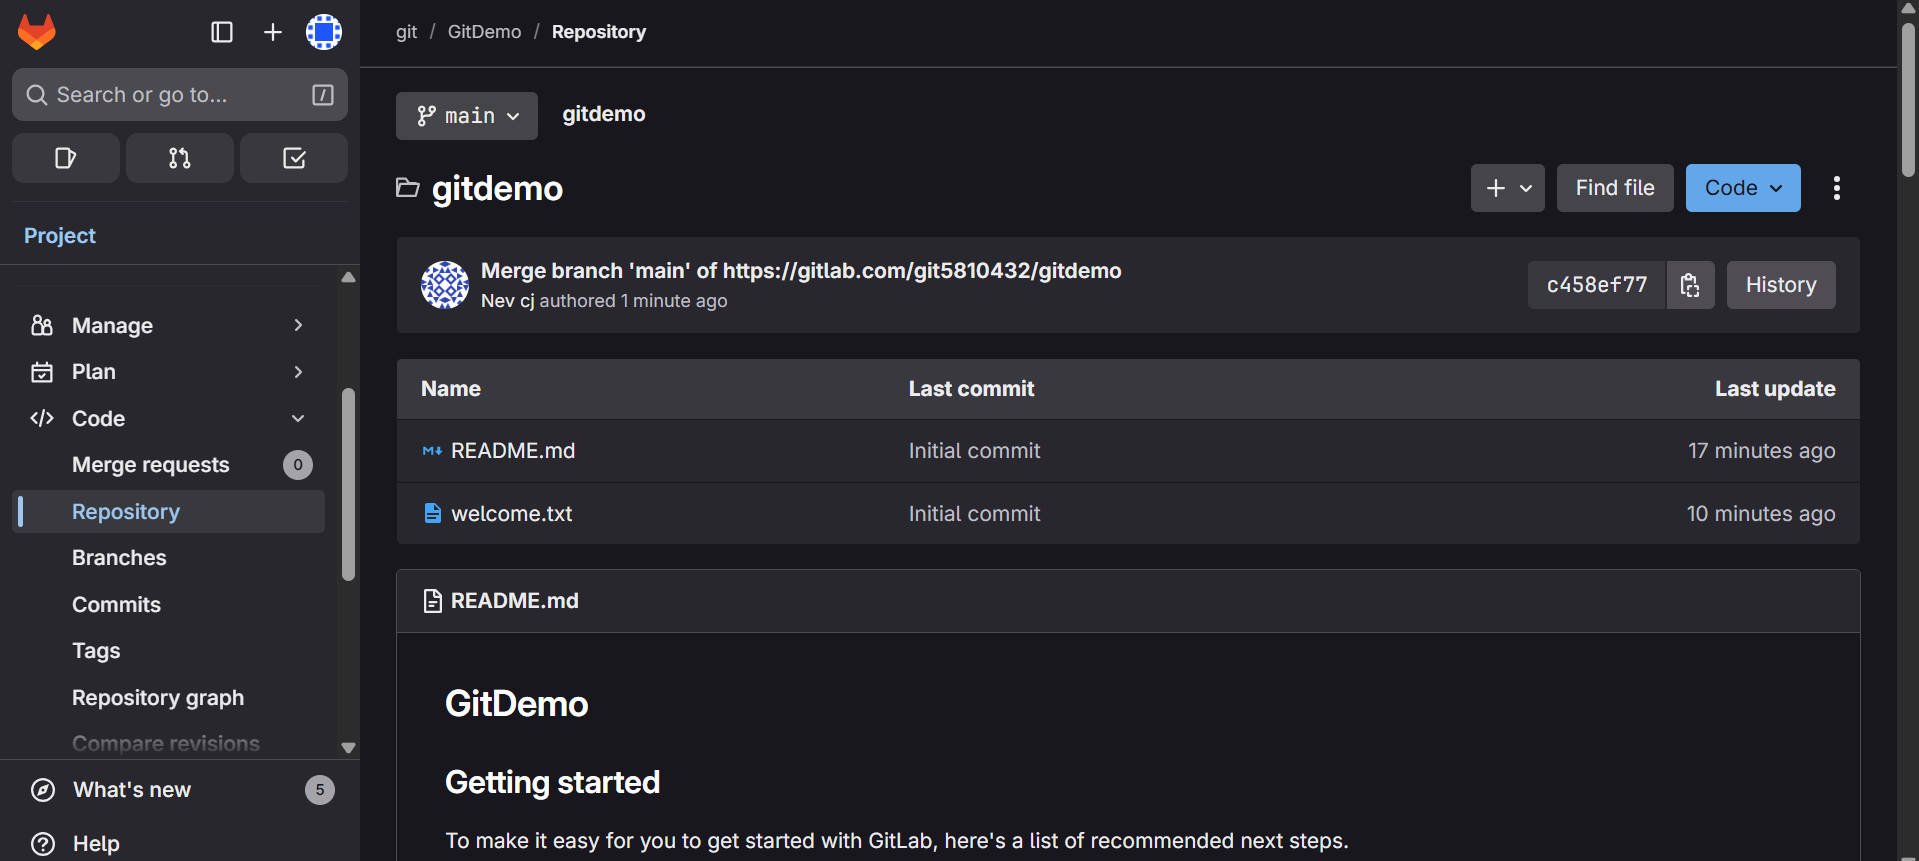 git / GitDemo / Repository
Search or go to... /
main
gitdemo
gitdemo
Find file
Code
Project
Merge branch 'main' of https://gitlab.com/git5810432/gitdemo
Nev cj authored 1 minute ago
c458ef77
History
Manage
Plan
Code
Merge requests 0
Repository
Branches
Commits
Tags
Repository graph
Compare revisions
What's new 5
Help
Name Last commit Last update
README.md Initial commit 17 minutes ago
welcome.txt Initial commit 10 minutes ago
README.md
GitDemo
Getting started
To make it easy for you to get started with GitLab, here's a list of recommended next steps.